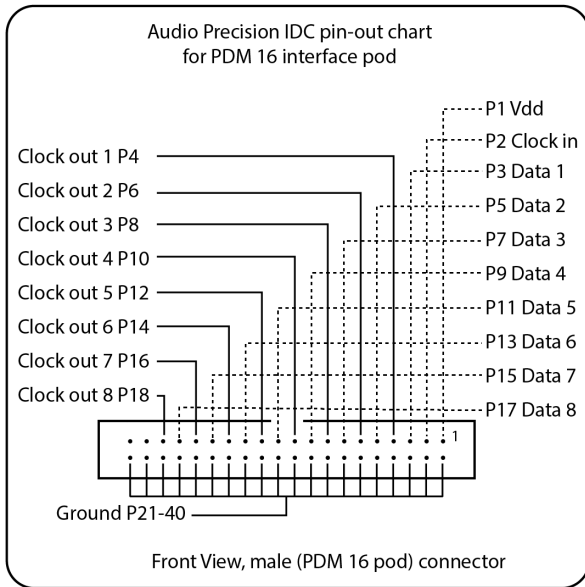 Audio Precision IDC pin-out chart
for PDM 16 interface pod
P1 Vdd
P2 Clock in
Clock out 1 P4
P3 Data 1
Clock out 2 P6
P5 Data 2
Clock out 3 P8
P7 Data 3
Clock out 4 P10
P9 Data 4
Clock out 5 P12
P11 Data 5
Clock out 6 P14
P13 Data 6
Clock out 7 P16
P15 Data 7
Clock out 8 P18
P17 Data 8
1
Ground P21-40
Front View, male (PDM 16 pod) connector